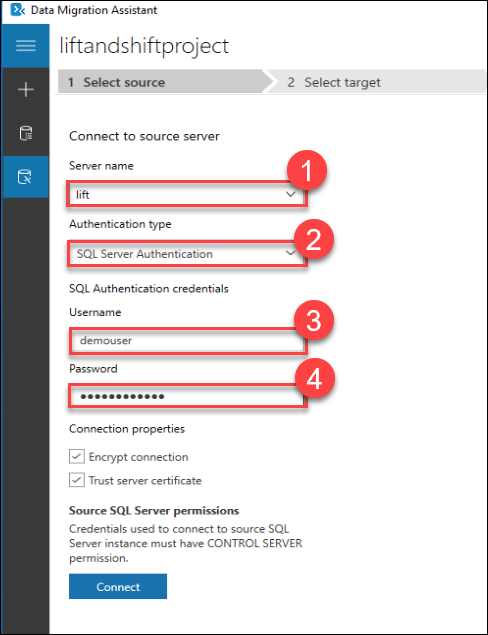 Data Migration Assistant
liftandshiftproject
1 Select source
2 Select target
Connect to source server
Server name
1
lift
Authentication type
2
SQL Server Authentication
SQL Authentication credentials
Username
3
demouser
Password
4
••••••••••••
Connection properties
Encrypt connection
Trust server certificate
Source SQL Server permissions
Credentials used to connect to source SQL
Server instance must have CONTROL SERVER
permission.
Connect